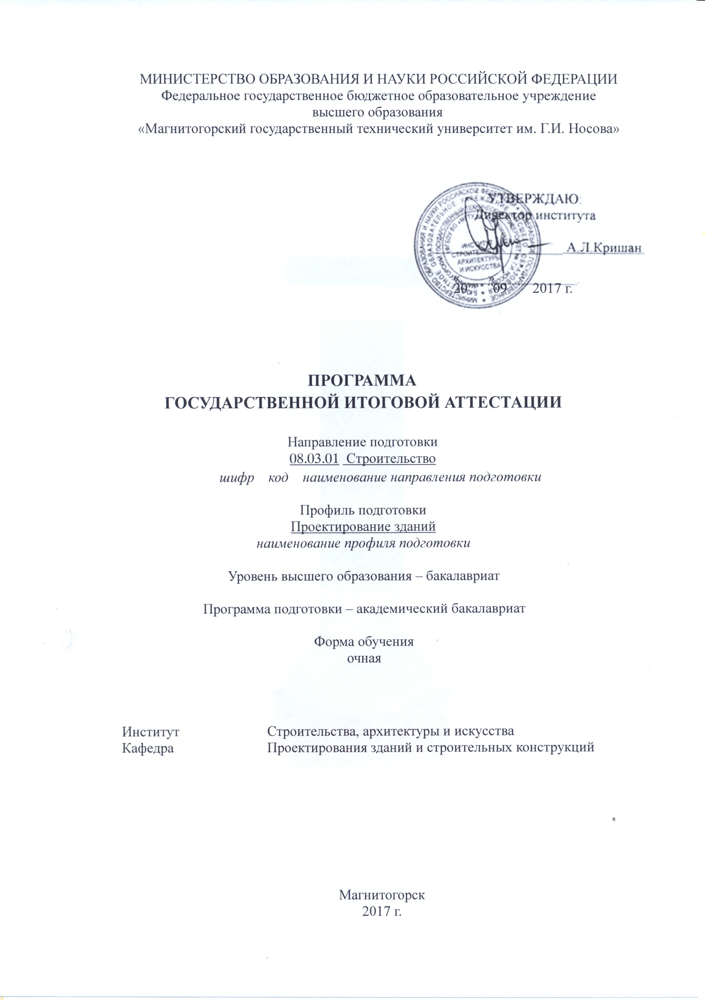 МИНИСТЕРСТВО ОБРАЗОВАНИЯ И НАУКИ РОССИЙСКОЙ ФЕДЕРАЦИИ
Федеральное государственное бюджетное образовательное учреждение
высшего образования
«Магнитогорский государственный технический университет им. Г.И. Носова»
УТВЕРЖДАЮ:
Директор института
А.Л.Кришан
ИНСТИТУТ
СТРОИТЕЛЬСТВА
АРХИТЕКТУРЫ
И ИСКУССТВА
« »
20 09 2017 г.
ПРОГРАММА
ГОСУДАРСТВЕННОЙ ИТОГОВОЙ АТТЕСТАЦИИ
Направление подготовки
08.03.01 Строительство
шифр код наименование направления подготовки
Профиль подготовки
Проектирование зданий
наименование профиля подготовки
Уровень высшего образования – бакалавриат
Программа подготовки – академический бакалавриат
Форма обучения
очная
Институт Строительства, архитектуры и искусства
Кафедра Проектирования зданий и строительных конструкций
Магнитогорск
2017 г.